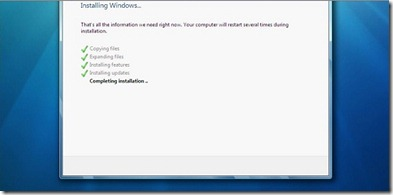 Installing Windows...
That's all the information we need right now. Your computer will restart several times during
installation.
Copying files
Expanding files
Installing features
Installing updates
Completing installation ..